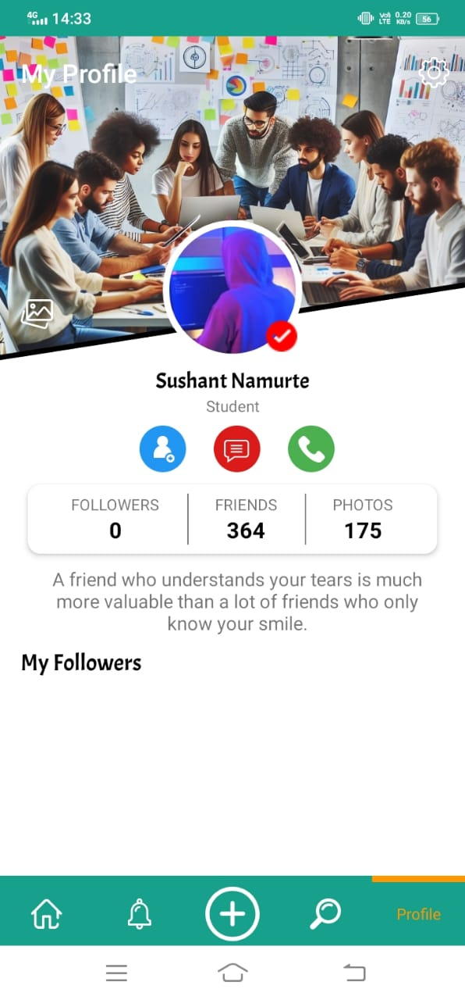 4G 14:33 Vo) LTE 0.20 KB/s 56
My Profile
Sushant Namurte
Student
FOLLOWERS FRIENDS PHOTOS
0 364 175
A friend who understands your tears is much
more valuable than a lot of friends who only
know your smile.
My Followers
Profile